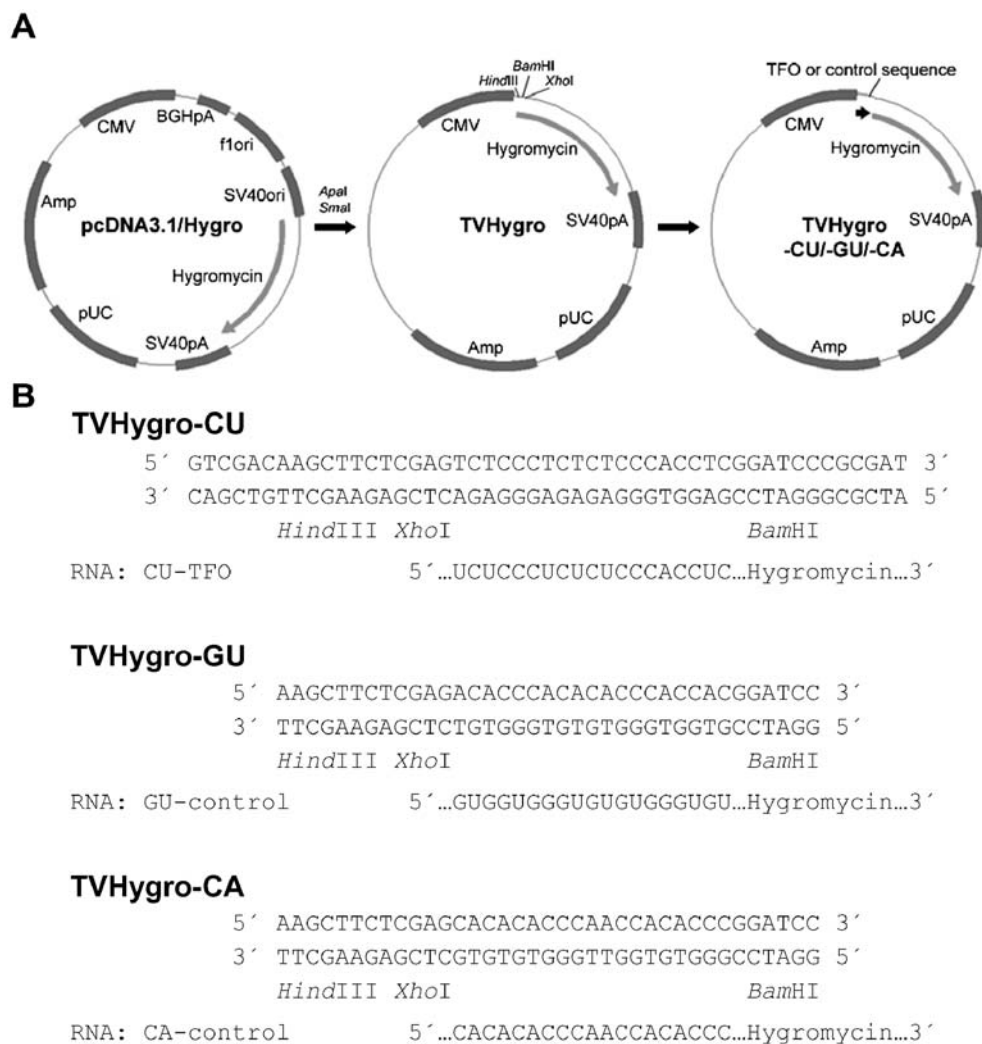 A
CMV
BGHpA
f1ori
SV40ori
Hygromycin
SV40pA
pUC
Amp
pcDNA3.1/Hygro
ApaI
SmaI
HindIII
BamHI
XhoI
CMV
Hygromycin
SV40pA
TVHygro
pUC
Amp
TFO or control sequence
CMV
Hygromycin
SV40pA
TVHygro
-CU/-GU/-CA
pUC
Amp
B
TVHygro-CU
5´ GTCGACAAGCTTCTCGAGTCTCCCTCTCTCCCACCTCGGATCCCGCGAT 3´
3´ CAGCTGTTCGAAGAGCTCAGAGGGAGAGAGGGTGGAGCCTAGGGCGCTA 5´
HindIII XhoI BamHI
RNA: CU-TFO 5´…UCUCCCUCUCUCCCACCUC…Hygromycin…3´
TVHygro-GU
5´ AAGCTTCTCGAGACACCCACACACCCACCACGGATCC 3´
3´ TTCGAAGAGCTCTGTGGGTGTGTGGGTGGTGCCTAGG 5´
HindIII XhoI BamHI
RNA: GU-control 5´…GUGGUGGGUGUGUGGGUGU…Hygromycin…3´
TVHygro-CA
5´ AAGCTTCTCGAGCACACACCCAACCACACCCGGATCC 3´
3´ TTCGAAGAGCTCGTGTGTGGGTTGGTGTGGGCCTAGG 5´
HindIII XhoI BamHI
RNA: CA-control 5´…CACACACCCAACCACACCC…Hygromycin…3´